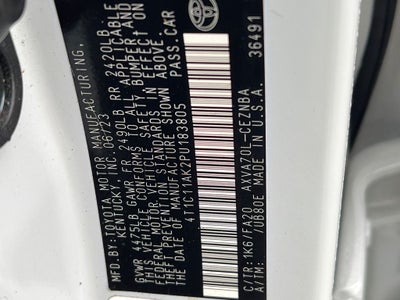 MFD.BY:
TOYOTA MOTOR MANUFACTURING,
KENTUCKY, INC. 06/23
GVWR 4475LB GAWR FR 2490LB RR 2420LB
THIS VEHICLE CONFORMS TO ALL APPLICABLE
FEDERAL MOTOR VEHICLE SAFETY BUMPER AND
THEFT PREVENTION STANDARDS IN EFFECT ON
THE DATE OF MANUFACTURE SHOWN ABOVE.
PASS.CAR
C/TR:1K6/FA20 AXVA70L-CEZNBA
A/TM: /UB80E MADE IN U.S.A.
36491